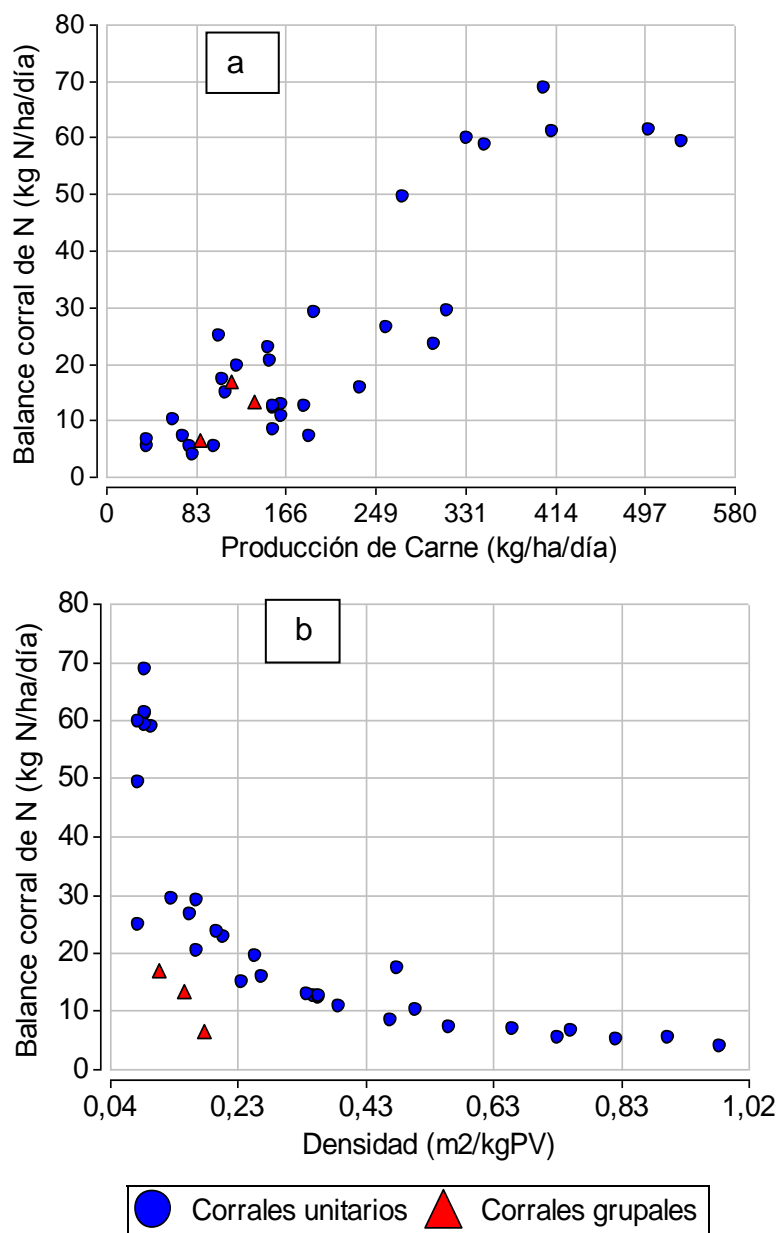 80
a
70
60
50
40
30
20
10
0
Balance corral de N (kg N/ha/día)
0 83 166 249 331 414 497 580
Producción de Carne (kg/ha/día)
80
b
70
60
50
40
30
20
10
0
Balance corral de N (kg N/ha/día)
0,04 0,23 0,43 0,63 0,83 1,02
Densidad (m2/kgPV)
Corrales unitarios Corrales grupales